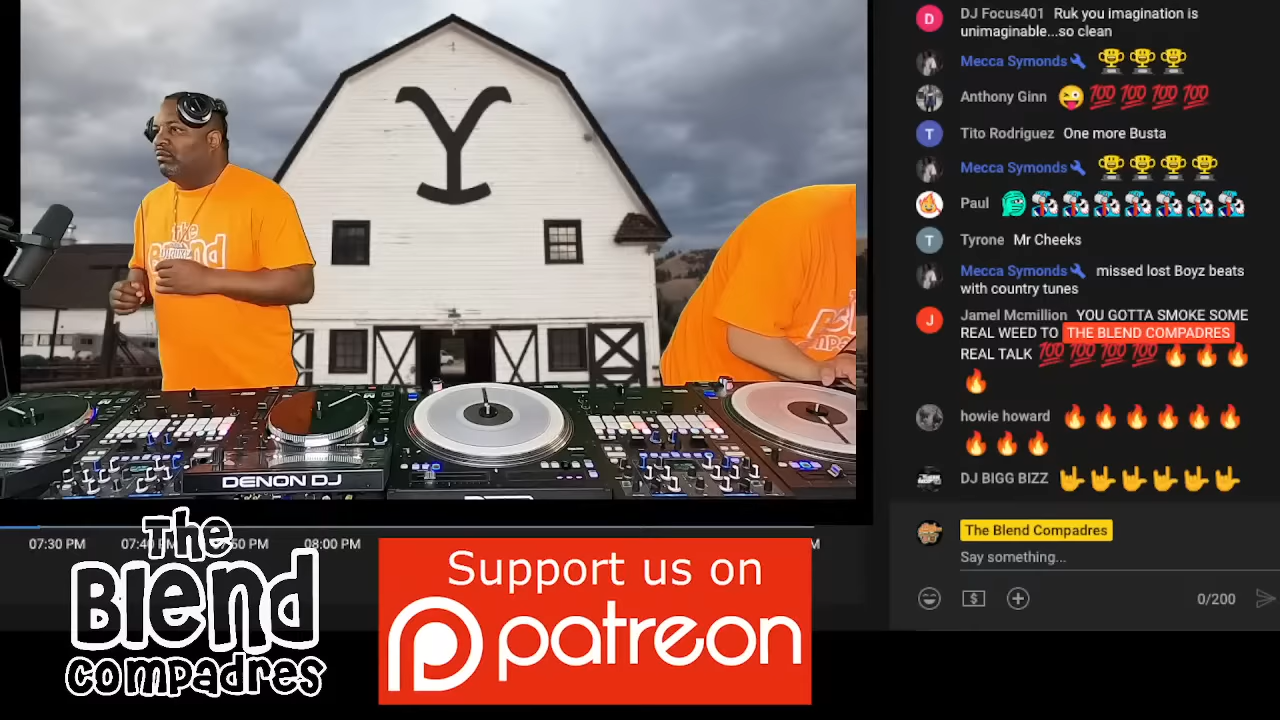 Y
the
Blend
DENON DJ
07:30 PM
08:00 PM
The
Blend
compadres
Support us on
patreon
DJ Focus401 Ruk you imagination is
unimaginable...so clean
Mecca Symonds 🏆🏆🏆
Anthony Ginn 😜💯💯💯💯
Tito Rodriguez One more Busta
Mecca Symonds 🏆🏆🏆🏆
Paul
Tyrone Mr Cheeks
Mecca Symonds missed lost Boyz beats
with country tunes
Jamel Mcmillion YOU GOTTA SMOKE SOME
REAL WEED TO THE BLEND COMPADRES
REAL TALK 💯💯💯💯🔥🔥🔥
🔥
howie howard 🔥🔥🔥🔥🔥🔥
🔥🔥🔥
DJ BIGG BIZZ 🤘🤘🤘🤘🤘🤘
The Blend Compadres
Say something...
0/200
D
T
T
J